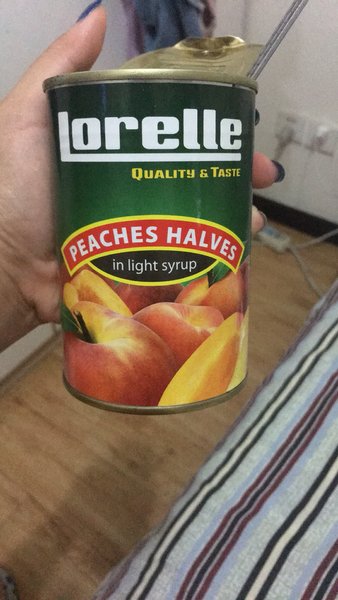 Lorelle
QUALITY & TASTE
PEACHES HALVES
in light syrup